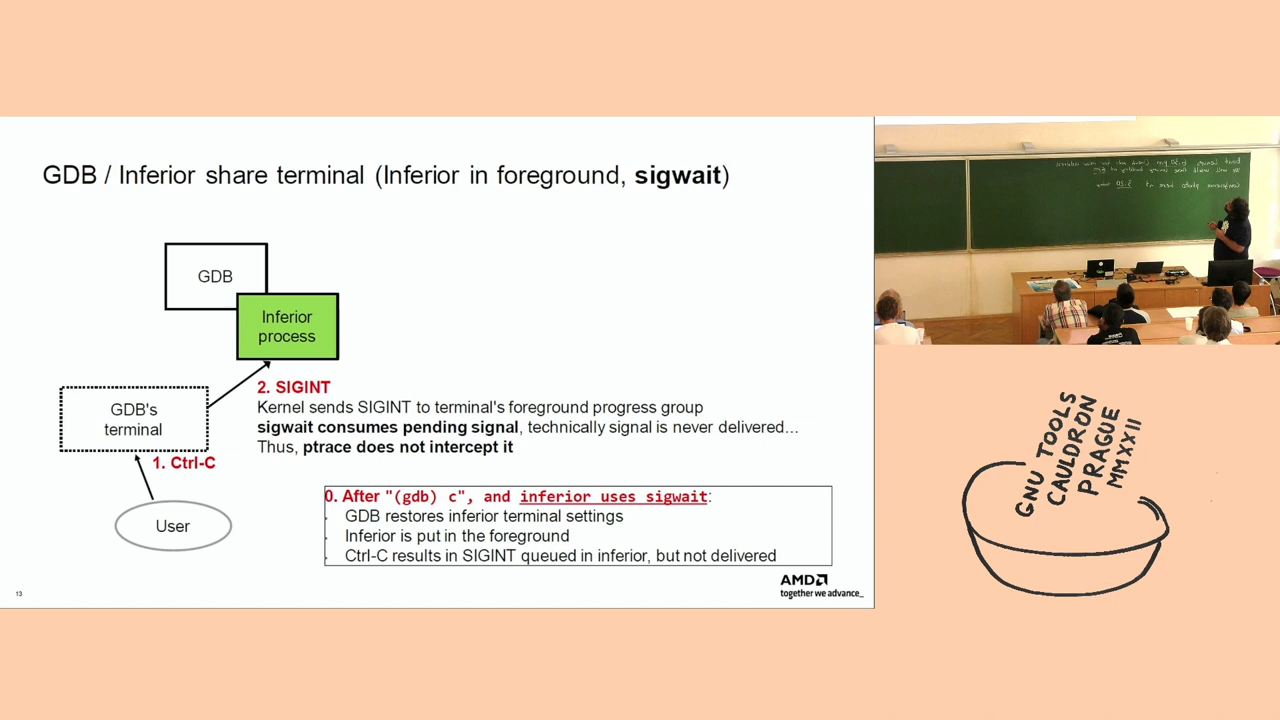 GDB / Inferior share terminal (Inferior in foreground, sigwait)
GDB
Inferior
process
GDB's
terminal
2. SIGINT
Kernel sends SIGINT to terminal's foreground progress group
sigwait consumes pending signal, technically signal is never delivered...
Thus, ptrace does not intercept it
1. Ctrl-C
User
0. After "(gdb) c", and inferior uses sigwait:
GDB restores inferior terminal settings
Inferior is put in the foreground
Ctrl-C results in SIGINT queued in inferior, but not delivered
13
AMD
together we advance_
GNU TOOLS
CAULDRON
PRAGUE
MMXXII